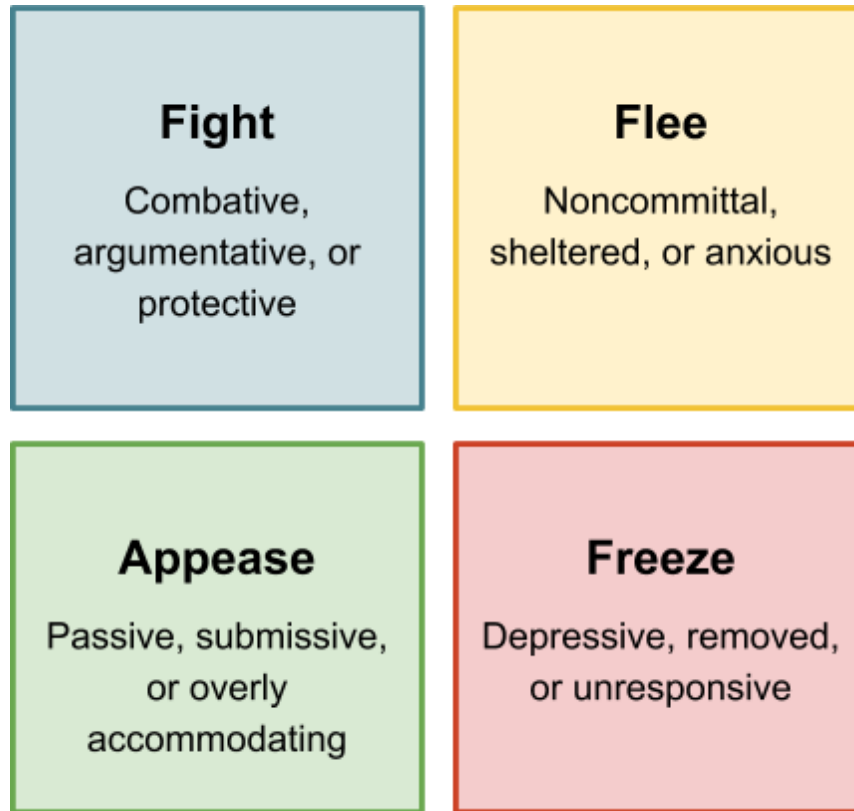 Fight
Combative,
argumentative, or
protective
Flee
Noncommittal,
sheltered, or anxious
Appease
Passive, submissive,
or overly
accommodating
Freeze
Depressive, removed,
or unresponsive